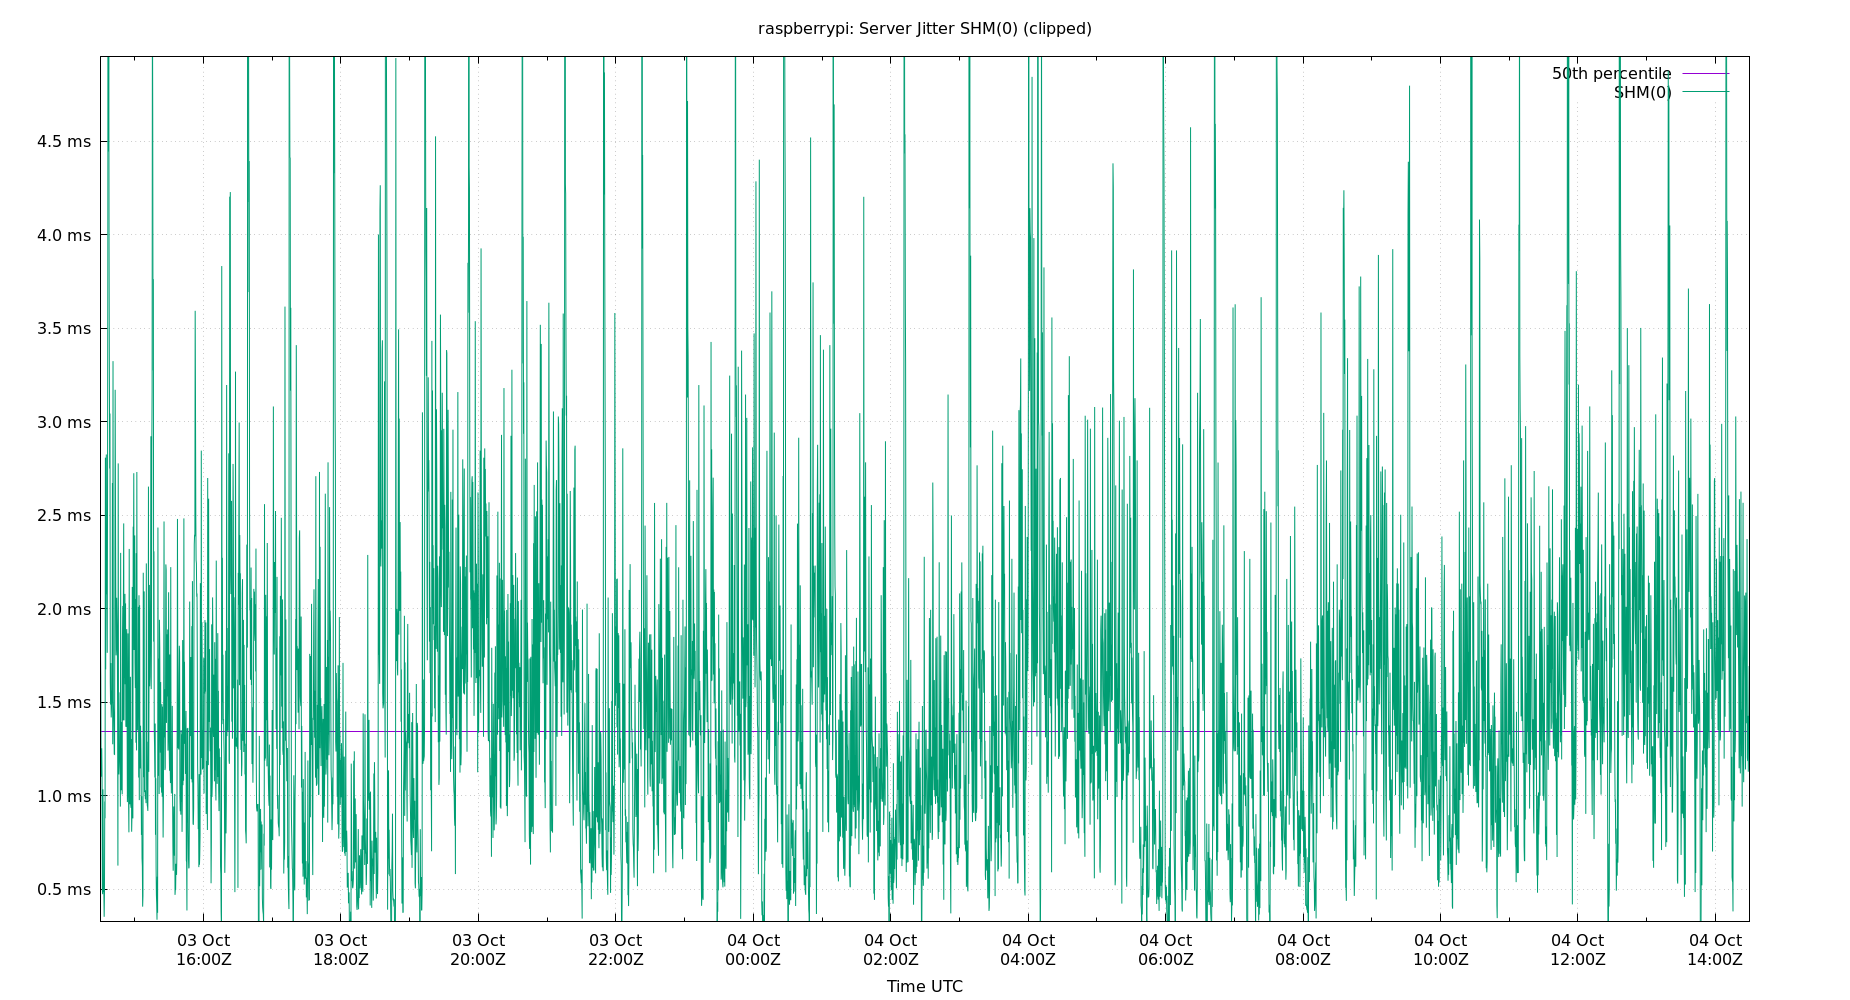 raspberrypi: Server Jitter SHM(0) (clipped)
50th percentile
SHM(0)
4.5 ms
4.0 ms
3.5 ms
3.0 ms
2.5 ms
2.0 ms
1.5 ms
1.0 ms
0.5 ms
03 Oct 03 Oct 03 Oct 03 Oct 04 Oct 04 Oct 04 Oct 04 Oct 04 Oct 04 Oct 04 Oct 04 Oct
16:00Z 18:00Z 20:00Z 22:00Z 00:00Z 02:00Z 04:00Z 06:00Z 08:00Z 10:00Z 12:00Z 14:00Z
Time UTC